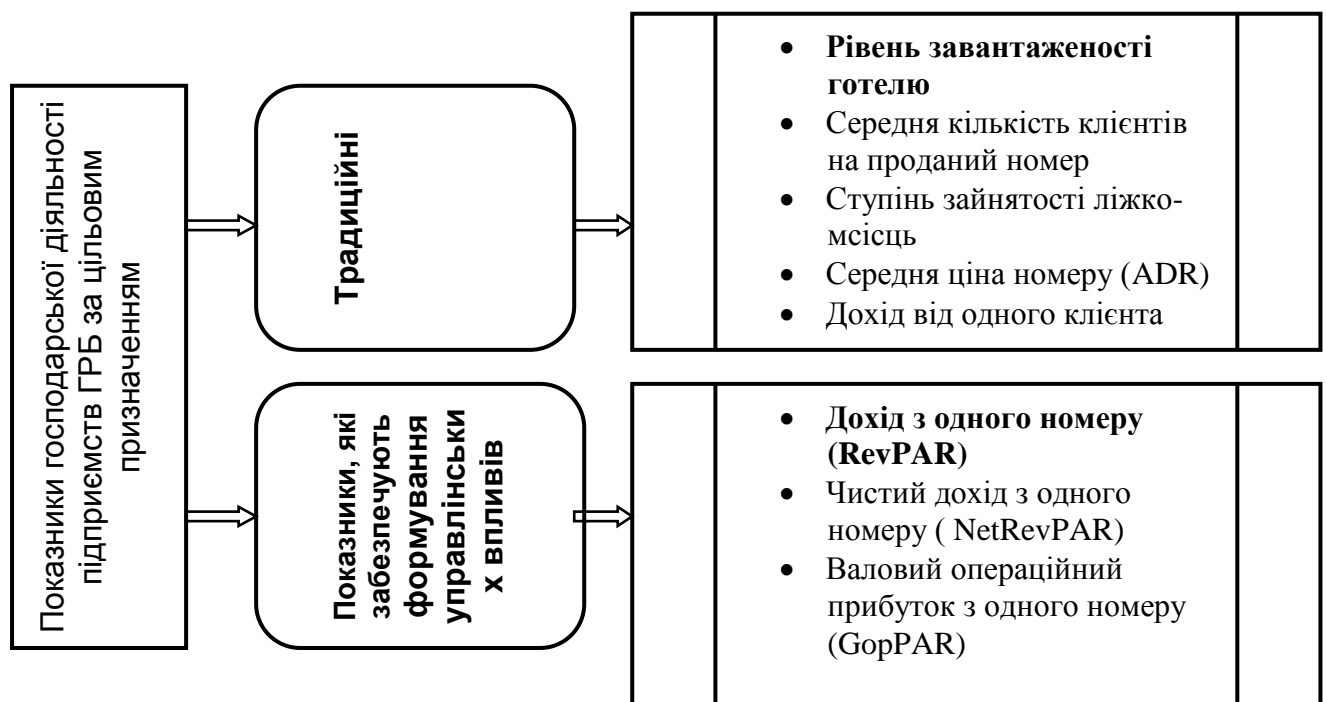 Показники господарської діяльності
підприємств ГРБ за цільовим
призначенням
Традиційні
• Рівень завантаженості
готелю
• Середня кількість клієнтів
на проданий номер
• Ступінь зайнятості ліжко-
мсісць
• Середня ціна номеру (ADR)
• Дохід від одного клієнта
Показники, які
забезпечують
формування
управлінськи
х впливів
• Дохід з одного номеру
(RevPAR)
• Чистий дохід з одного
номеру ( NetRevPAR)
• Валовий операційний
прибуток з одного номеру
(GopPAR)